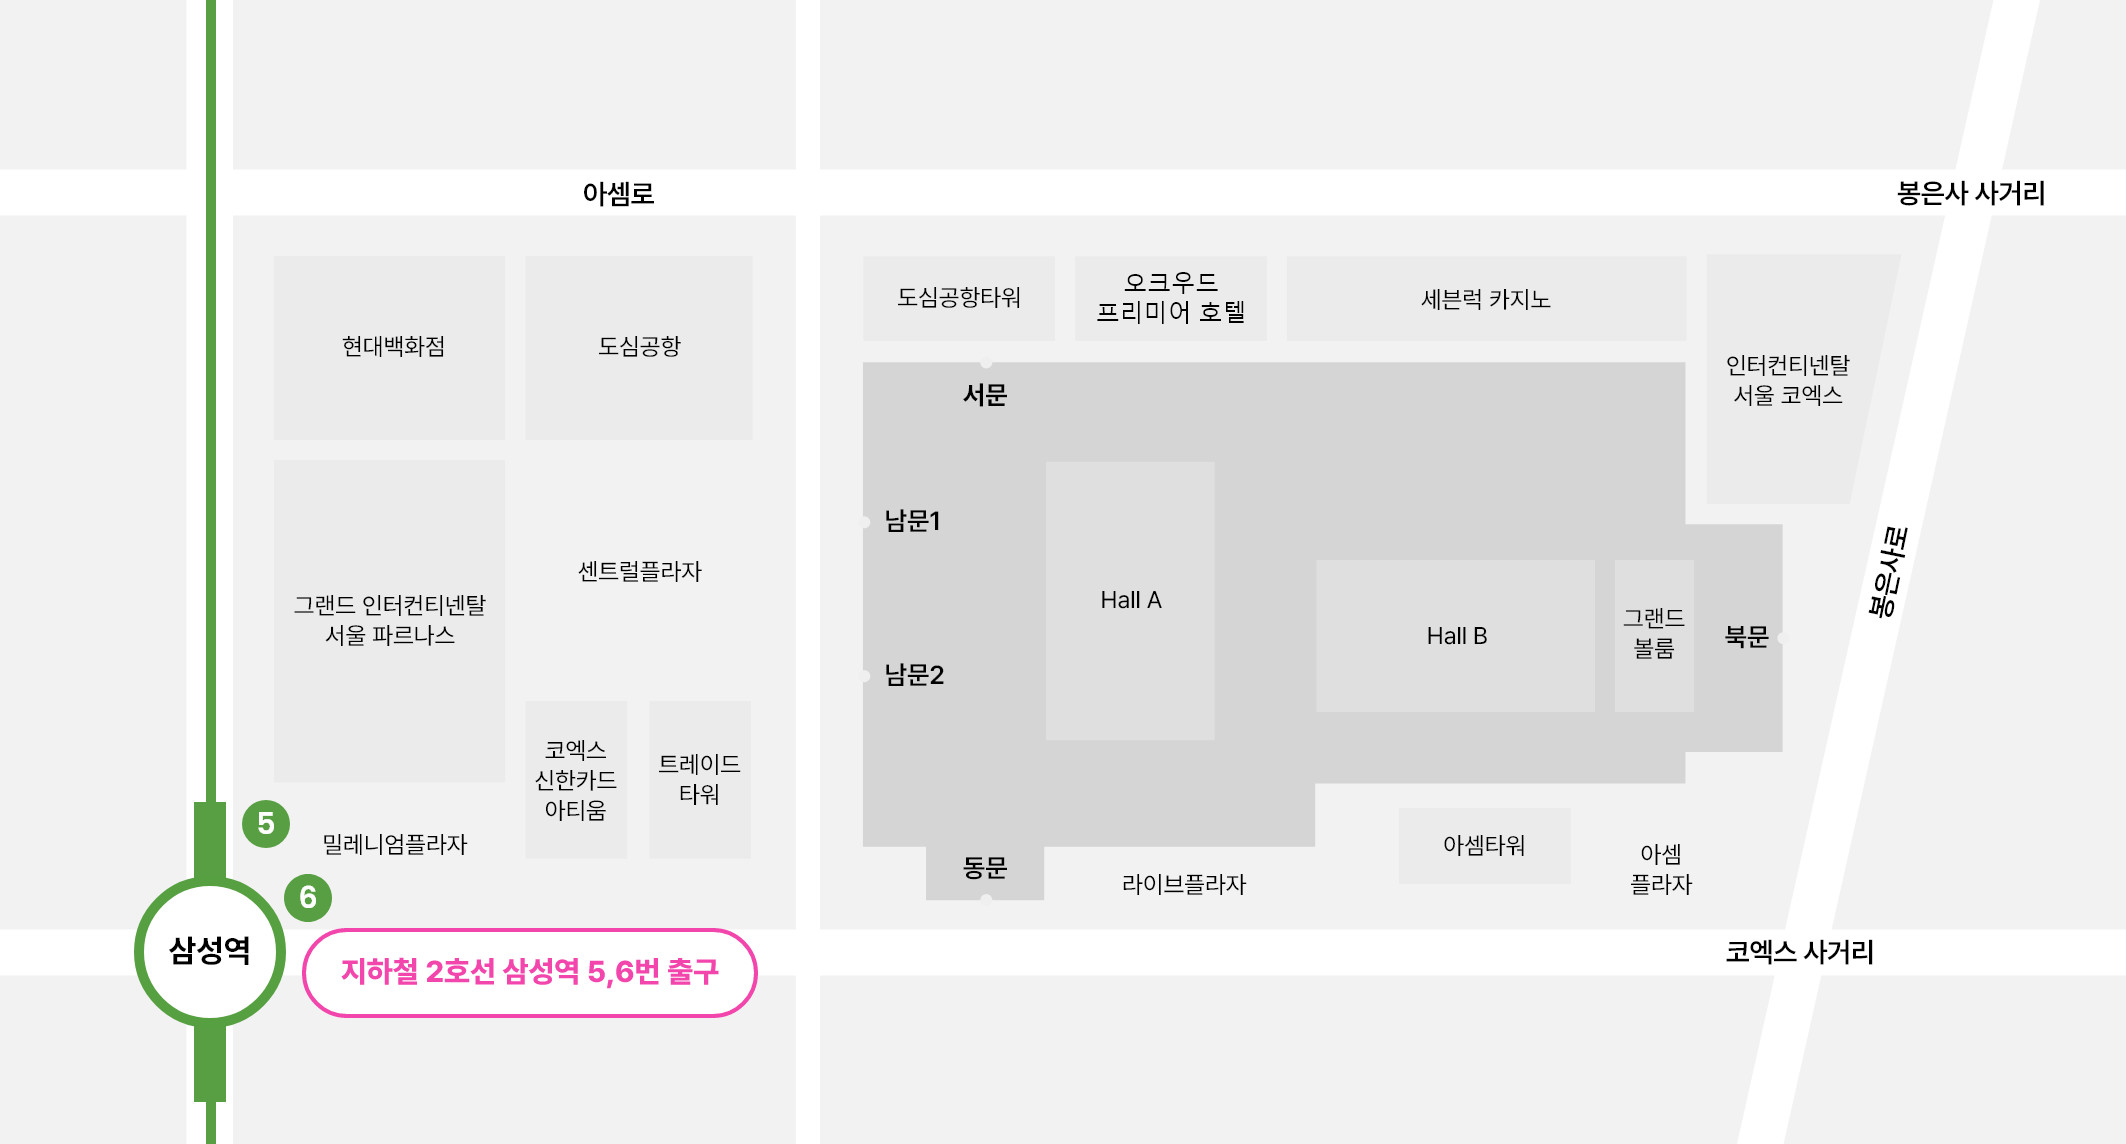 아셈로
봉은사 사거리
현대백화점
도심공항
도심공항타워
오크우드
프리미어 호텔
세븐럭 카지노
인터컨티넨탈
서울 코엑스
서문
남문1
남문2
Hall A
Hall B
그랜드
볼룸
북문
봉은사로
그랜드 인터컨티넨탈
서울 파르나스
센트럴플라자
코엑스
신한카드
아티움
트레이드
타워
5
밀레니엄플라자
6
동문
라이브플라자
아셈타워
아셈
플라자
삼성역
지하철 2호선 삼성역 5,6번 출구
코엑스 사거리